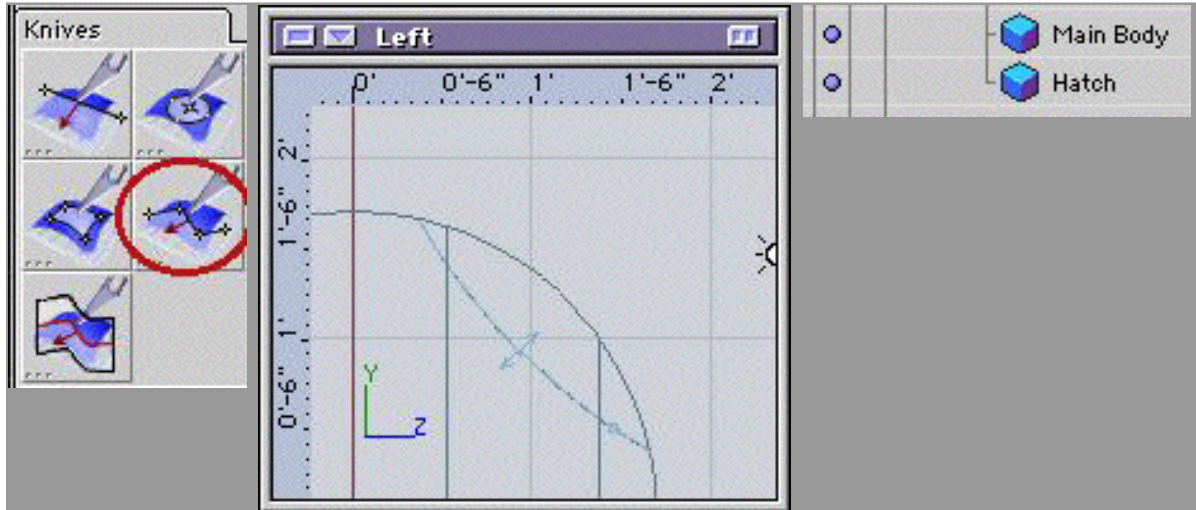 Knives
Left
0' 0'-6" 1' 1'-6" 2'
2'
1'-6"
1'
0'-6"
Y
Z
Main Body
Hatch